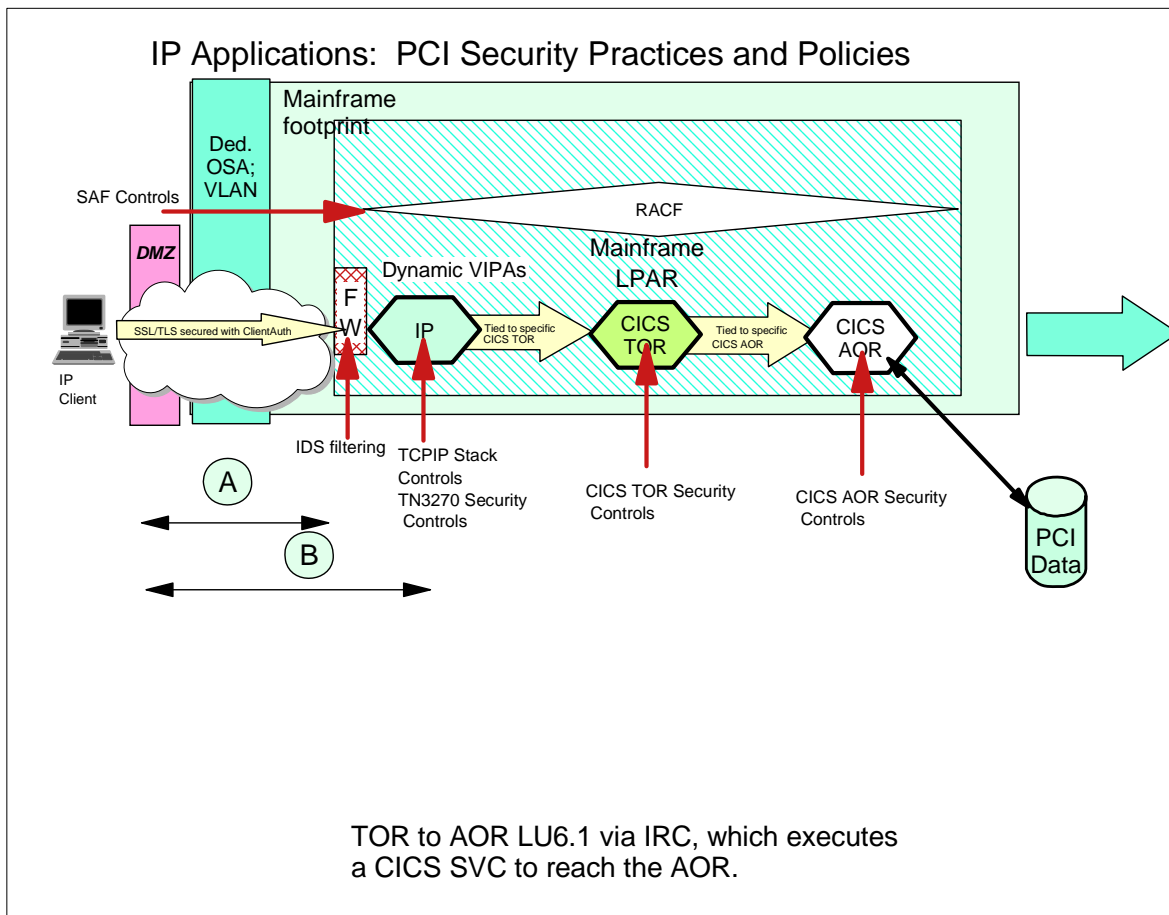 IP Applications: PCI Security Practices and Policies
Mainframe
footprint
Ded.
OSA;
VLAN
SAF Controls
RACF
DMZ
Mainframe
LPAR
Dynamic VIPAs
F
W
SSL/TLS secured with ClientAuth
IP
Tied to specific
CICS TOR
CICS
TOR
Tied to specific
CICS AOR
CICS
AOR
IP
Client
IDS filtering
TCPIP Stack
Controls
TN3270 Security
Controls
CICS TOR Security
Controls
CICS AOR Security
Controls
A
B
PCI
Data
TOR to AOR LU6.1 via IRC, which executes
a CICS SVC to reach the AOR.